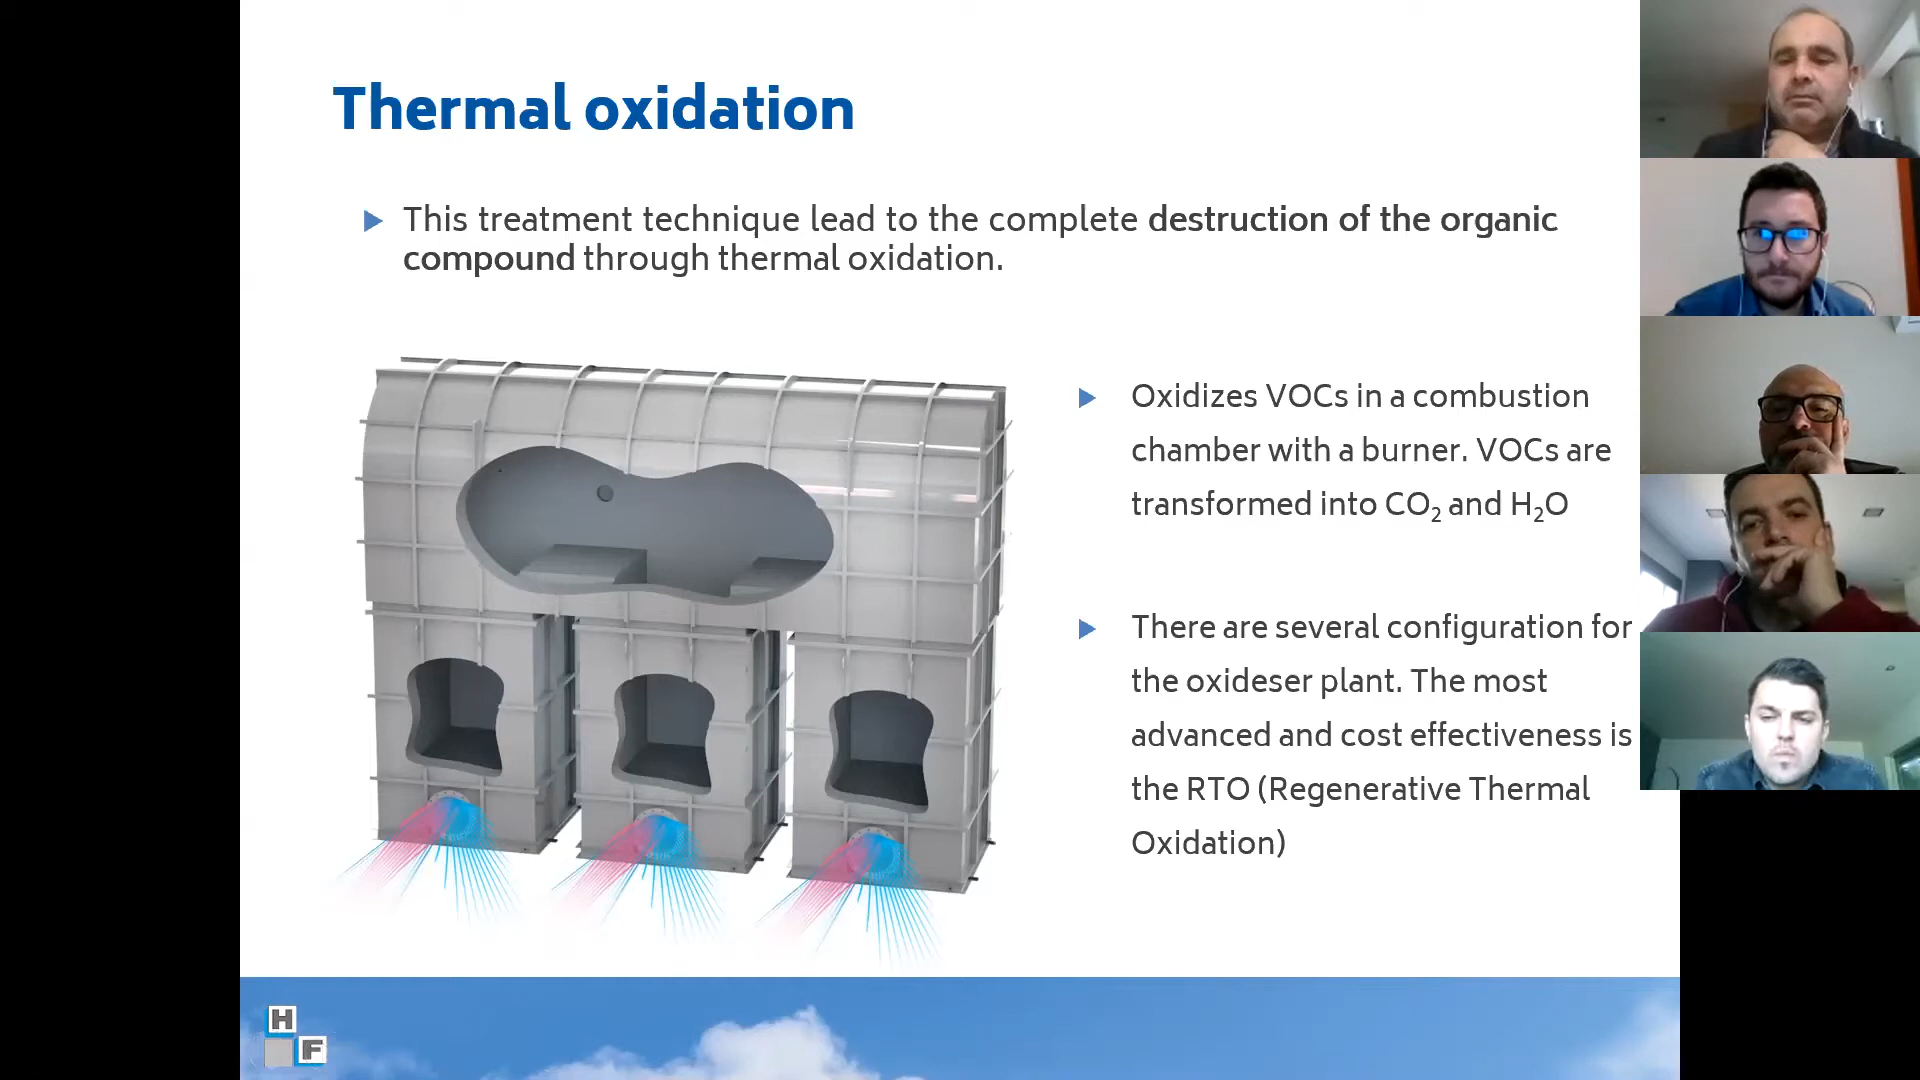 Thermal oxidation
This treatment technique lead to the complete destruction of the organic
compound through thermal oxidation.
Oxidizes VOCs in a combustion
chamber with a burner. VOCs are
transformed into CO₂ and H₂O
There are several configuration for
the oxideser plant. The most
advanced and cost effectiveness is
the RTO (Regenerative Thermal
Oxidation)
H
F